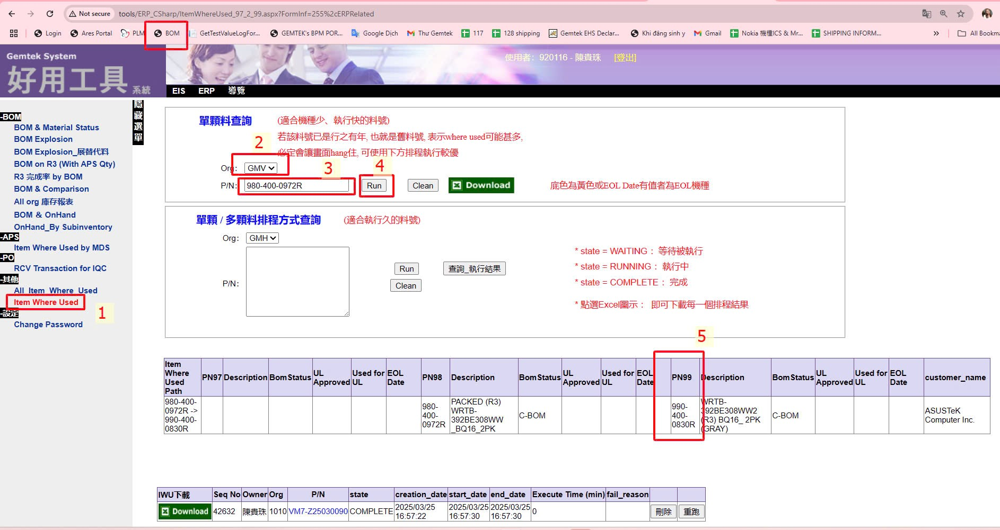 Not secure tools/ERP_CSharp/ItemWhereUsed_97_2_99.aspx?FormInf=255%2cERPRelated
Login Ares Portal PLM BOM GetTestValueLogFor... GEMTEK's BPM POR... Google Dịch Thư Gemtek 117 128 shipping Gemtek EHS Declar... Khi đâng sinh y Gmail Nokia 機種ICS & Mr... SHIPPING INFORM... » All Bookma
Gemtek System
好用工具 系統
使用者: 920116 - 陳貴珠 [登出]
EIS ERP 導覽
隱藏選單
-BOM
BOM & Material Status
BOM Explosion
BOM Explosion_展替代料
BOM on R3 (With APS Qty)
R3 完成率 by BOM
BOM & Comparison
All org 庫存報表
BOM & OnHand
OnHand_By Subinventory
-APS
Item Where Used by MDS
-PO
RCV Transaction for IQC
-其他
All_Item_Where_Used
Item Where Used
1
-設定
Change Password
單顆料查詢 (適合機種少、執行快的料號)
2 若該料號已是行之有年, 也就是舊料號, 表示where used可能甚多,
必定會讓畫面hang住, 可使用下方排程執行較優
Org: GMV 3 4
P/N: 980-400-0972R Run Clean Download 底色為黃色或EOL Date有值者為EOL機種
單顆 / 多顆料排程方式查詢 (適合執行久的料號)
Org: GMH
P/N:
Run 查詢_執行結果
Clean
* state = WAITING : 等待被執行
* state = RUNNING : 執行中
* state = COMPLETE : 完成
* 點選Excel圖示 : 即可下載每一個排程結果
5
Item Where Used Path PN97 Description BomStatus UL Approved Used for UL EOL Date PN98 Description BomStatus UL Approved Used for UL EOL Date PN99 Description BomStatus UL Approved Used for UL EOL Date customer_name
980-400-0972R -> 990-400-0830R 980-400-0972R PACKED (R3) WRTB-392BE308WW_BQ16_2PK C-BOM 990-400-0830R WRTB-392BE308WW2 (R3) BQ16_ 2PK (GRAY) C-BOM ASUSTeK Computer Inc.
IWU下載 Seq No Owner Org P/N state creation_date start_date end_date Execute Time (min) fail_reason
Download 42632 陳貴珠 1010 VM7-Z25030090 COMPLETE 2025/03/25 16:57:22 2025/03/25 16:57:30 2025/03/25 16:57:30 0 刪除 重跑